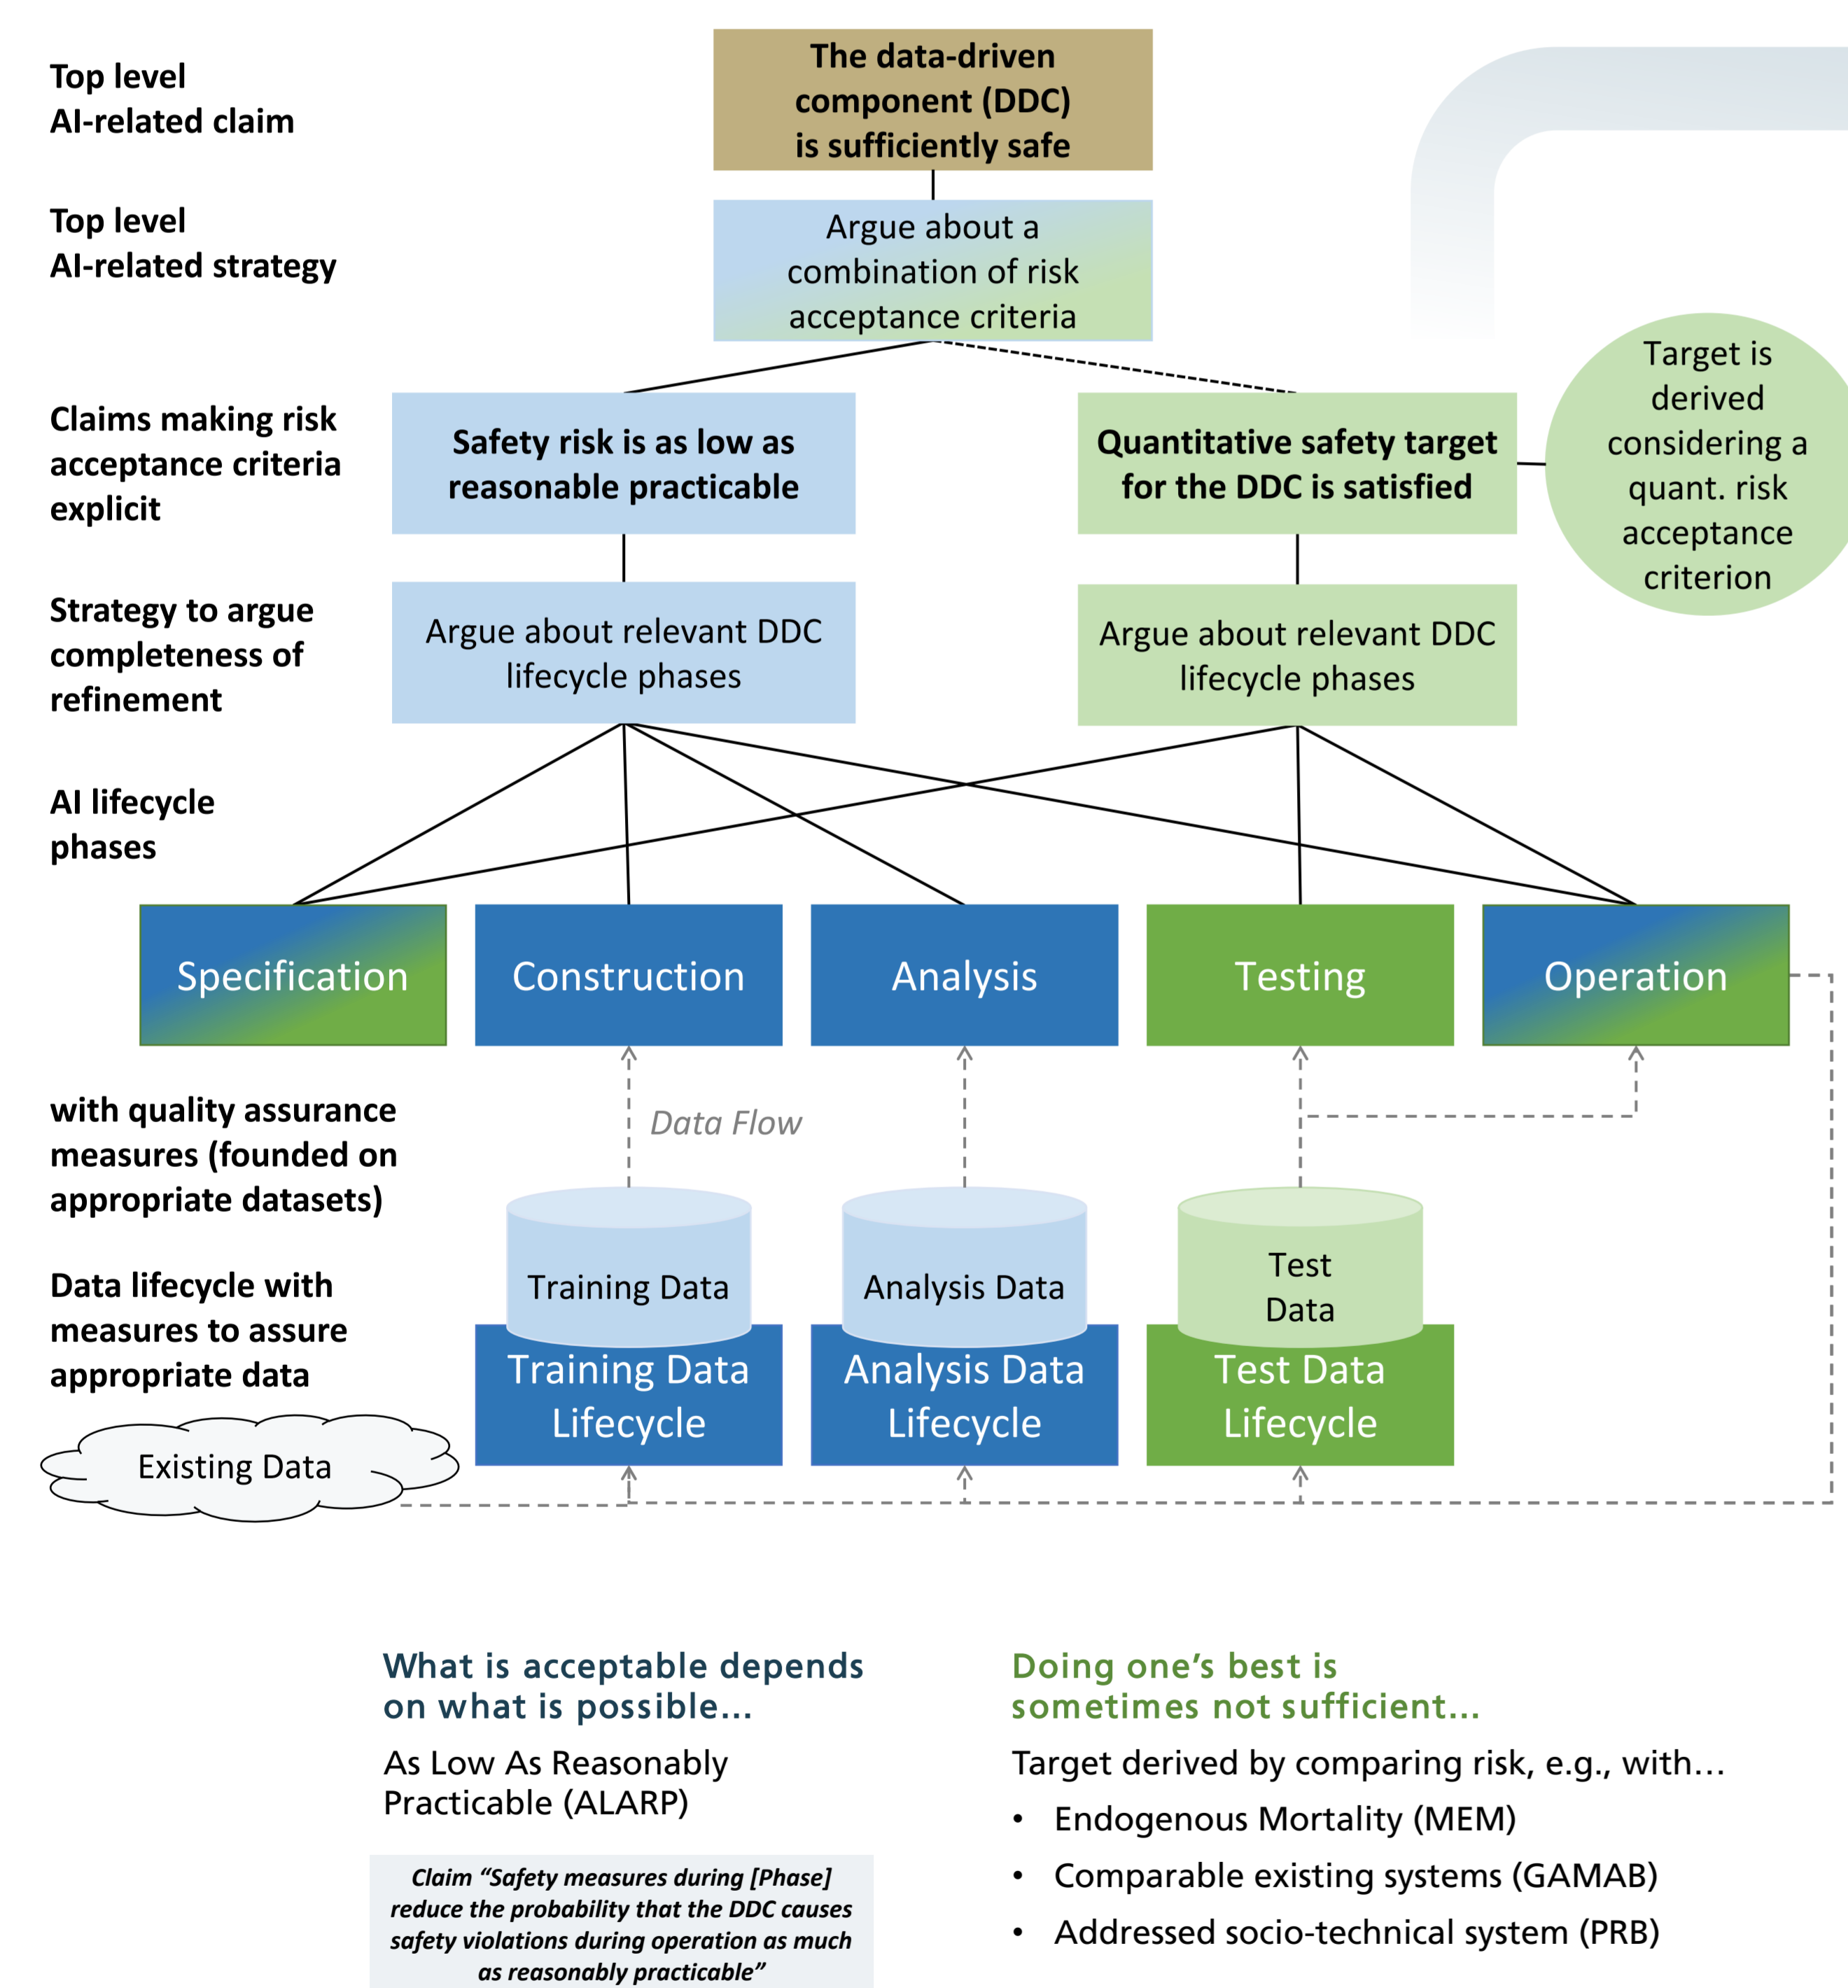 Top level
AI-related claim
The data-driven
component (DDC)
is sufficiently safe
Top level
AI-related strategy
Argue about a
combination of risk
acceptance criteria
Claims making risk
acceptance criteria
explicit
Safety risk is as low as
reasonable practicable
Quantitative safety target
for the DDC is satisfied
Target is
derived
considering a
quant. risk
acceptance
criterion
Strategy to argue
completeness of
refinement
Argue about relevant DDC
lifecycle phases
Argue about relevant DDC
lifecycle phases
AI lifecycle
phases
Specification
Construction
Analysis
Testing
Operation
with quality assurance
measures (founded on
appropriate datasets)
Data Flow
Data lifecycle with
measures to assure
appropriate data
Training Data
Analysis Data
Test
Data
Training Data
Lifecycle
Analysis Data
Lifecycle
Test Data
Lifecycle
Existing Data
What is acceptable depends
on what is possible...
As Low As Reasonably
Practicable (ALARP)
Claim “Safety measures during [Phase]
reduce the probability that the DDC causes
safety violations during operation as much
as reasonably practicable”
Doing one’s best is
sometimes not sufficient...
Target derived by comparing risk, e.g., with...
• Endogenous Mortality (MEM)
• Comparable existing systems (GAMAB)
• Addressed socio-technical system (PRB)